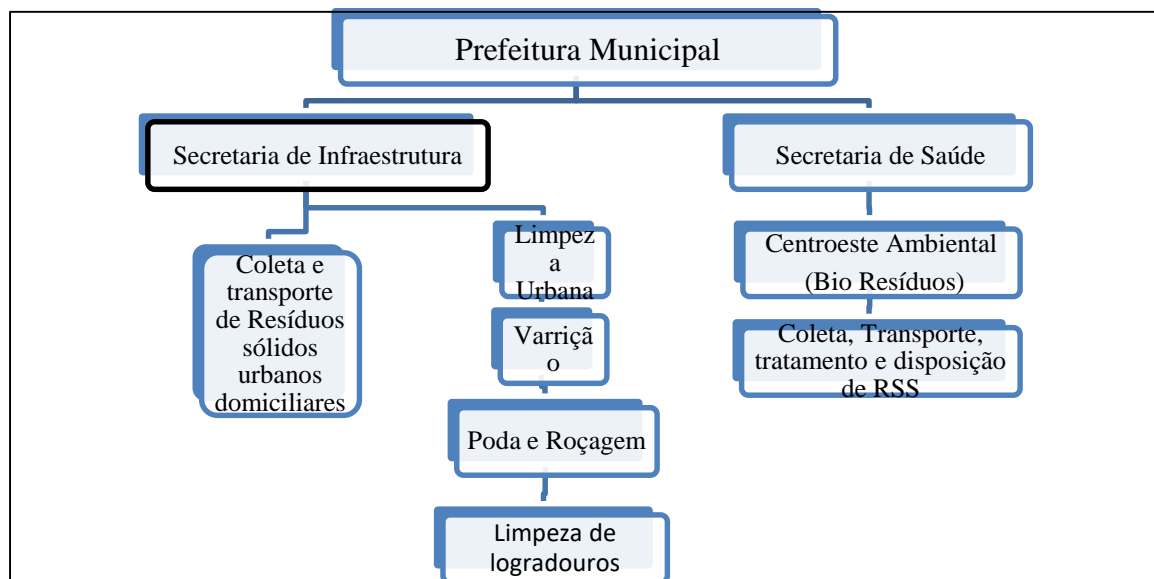 Prefeitura Municipal
Secretaria de Infraestrutura
Secretaria de Saúde
Coleta e
transporte
de Resíduos
sólidos
urbanos
domiciliares
Limpez
a
Urbana
Varriçã
o
Poda e Roçagem
Limpeza de
logradouros
Centroeste Ambiental
(Bio Resíduos)
Coleta, Transporte,
tratamento e disposição
de RSS